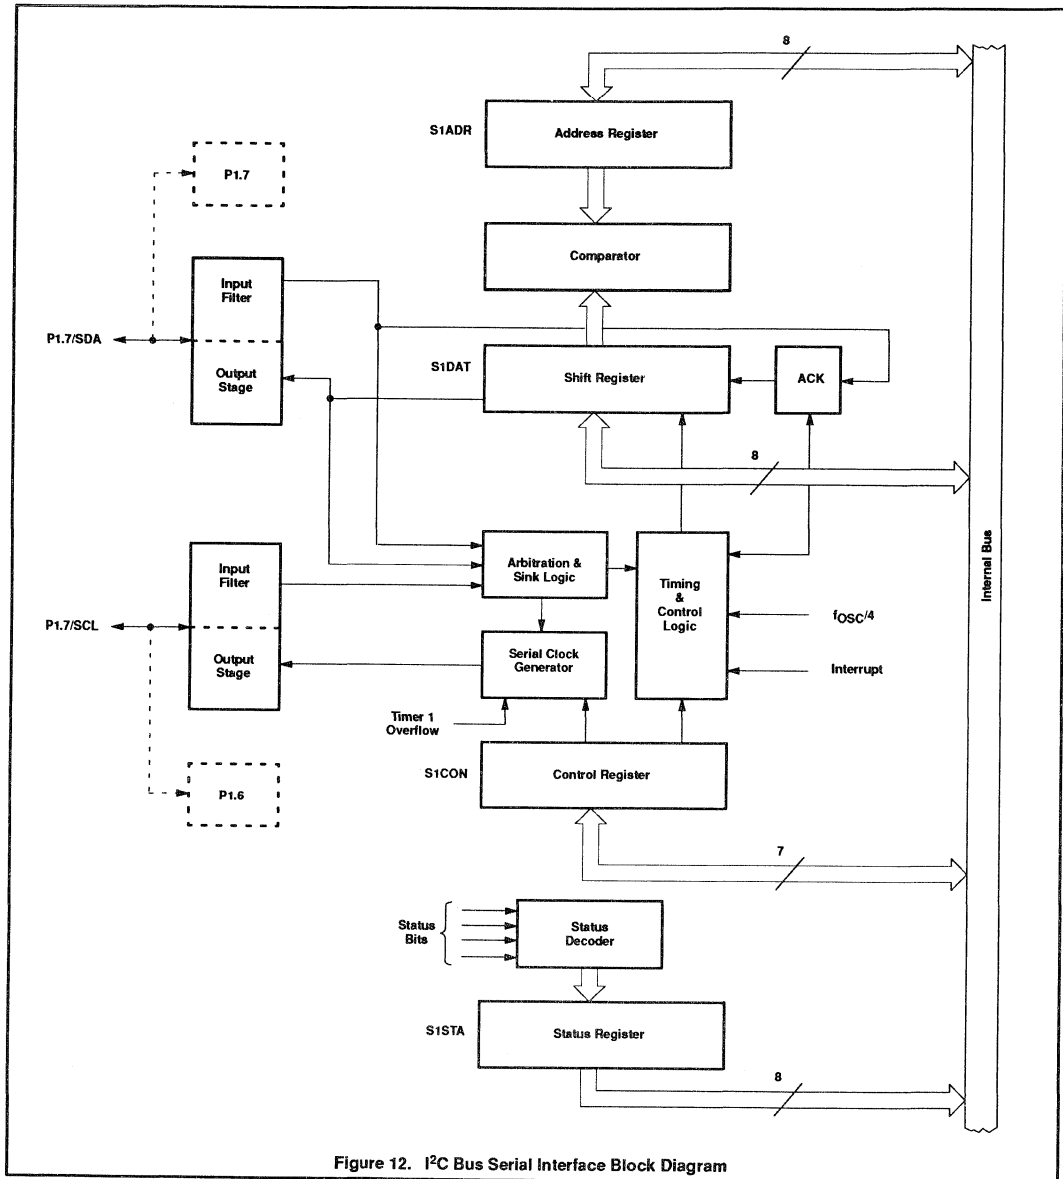 8
S1ADR
Address Register
P1.7
Comparator
Input
Filter
P1.7/SDA
Output
Stage
S1DAT
Shift Register
ACK
8
Internal Bus
Input
Filter
P1.7/SCL
Output
Stage
Arbitration &
Sink Logic
Timing
&
Control
Logic
fOSC/4
Interrupt
Serial Clock
Generator
Timer 1
Overflow
S1CON
Control Register
P1.6
7
Status
Bits
Status
Decoder
S1STA
Status Register
8
Figure 12. I²C Bus Serial Interface Block Diagram